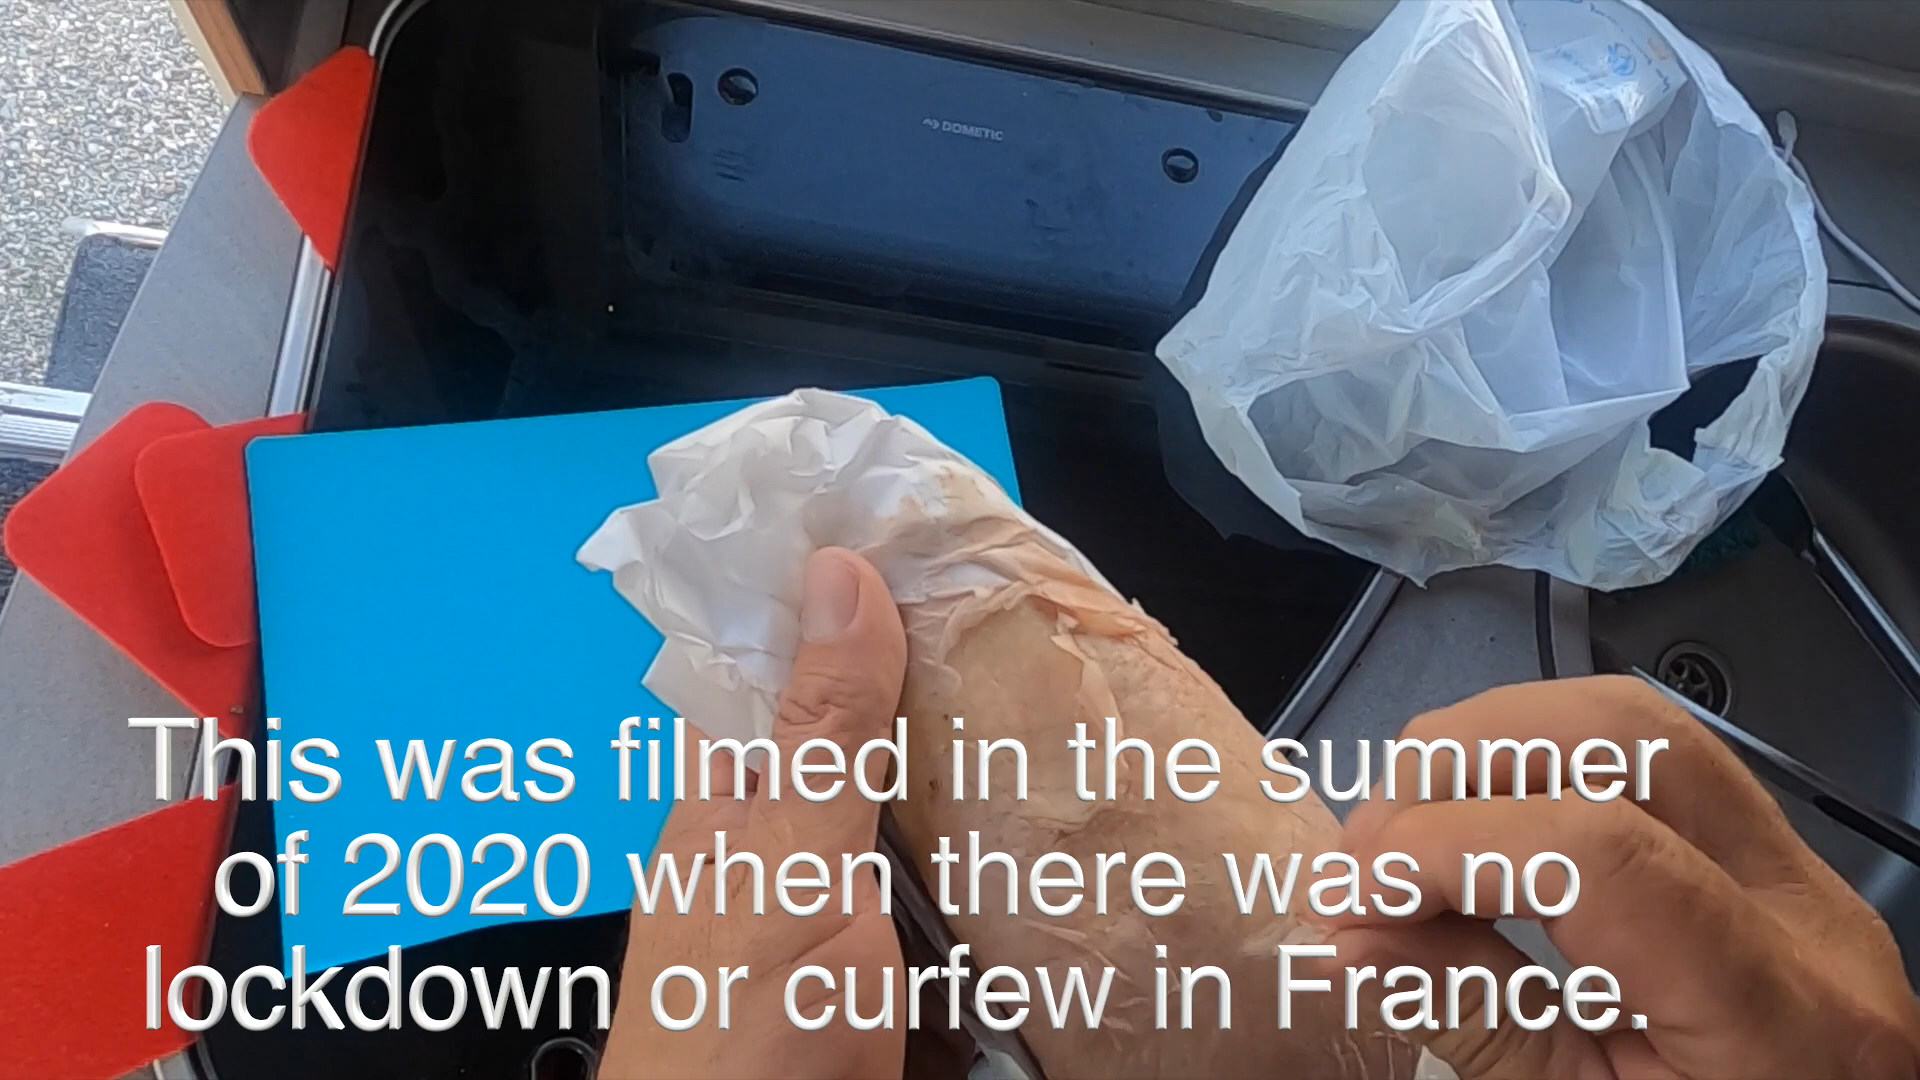 DOMETIC
This was filmed in the summer
of 2020 when there was no
lockdown or curfew in France.